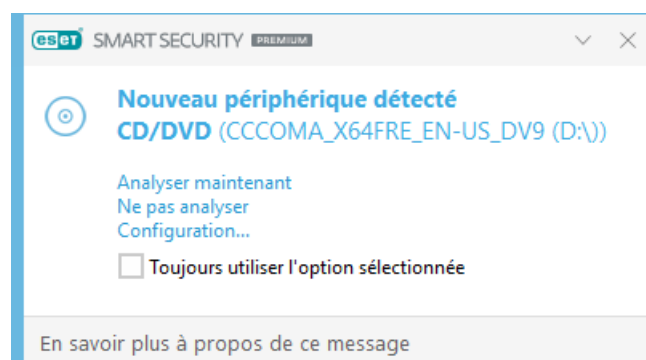 eset SMART SECURITY PREMIUM
Nouveau périphérique détecté
CD/DVD (CCCOMA_X64FRE_EN-US_DV9 (D:\))
Analyser maintenant
Ne pas analyser
Configuration...
Toujours utiliser l'option sélectionnée
En savoir plus à propos de ce message